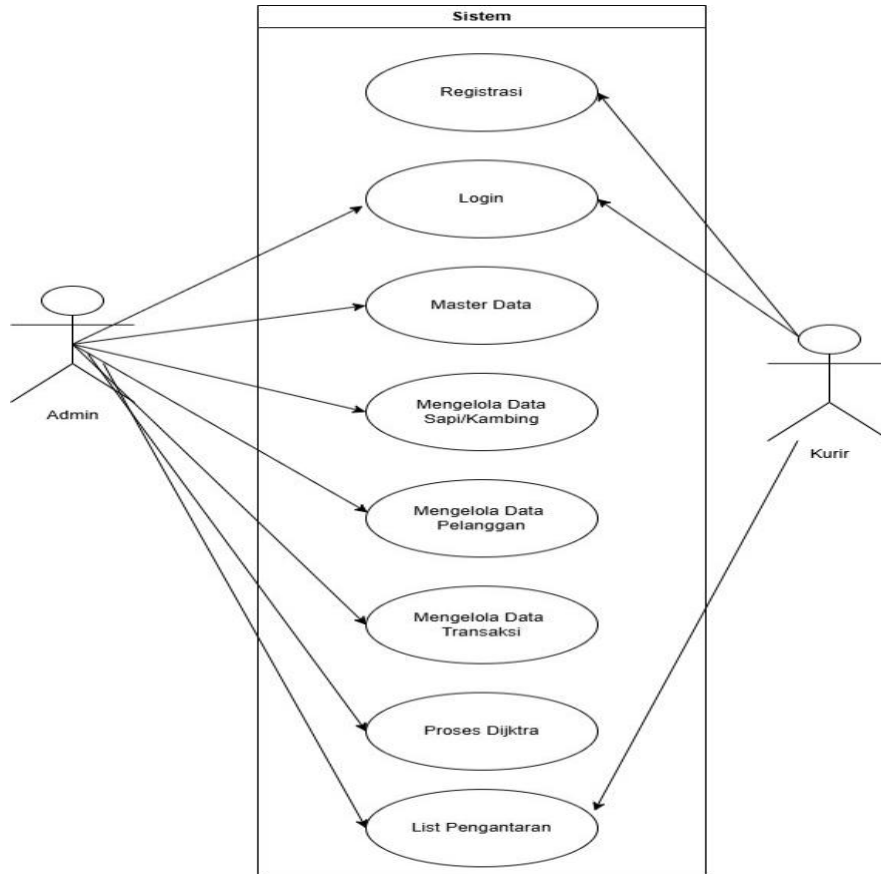 Sistem
Registrasi
Login
Master Data
Admin
Mengelola Data
Sapi/Kambing
Kurir
Mengelola Data
Pelanggan
Mengelola Data
Transaksi
Proses Dijktra
List Pengantaran